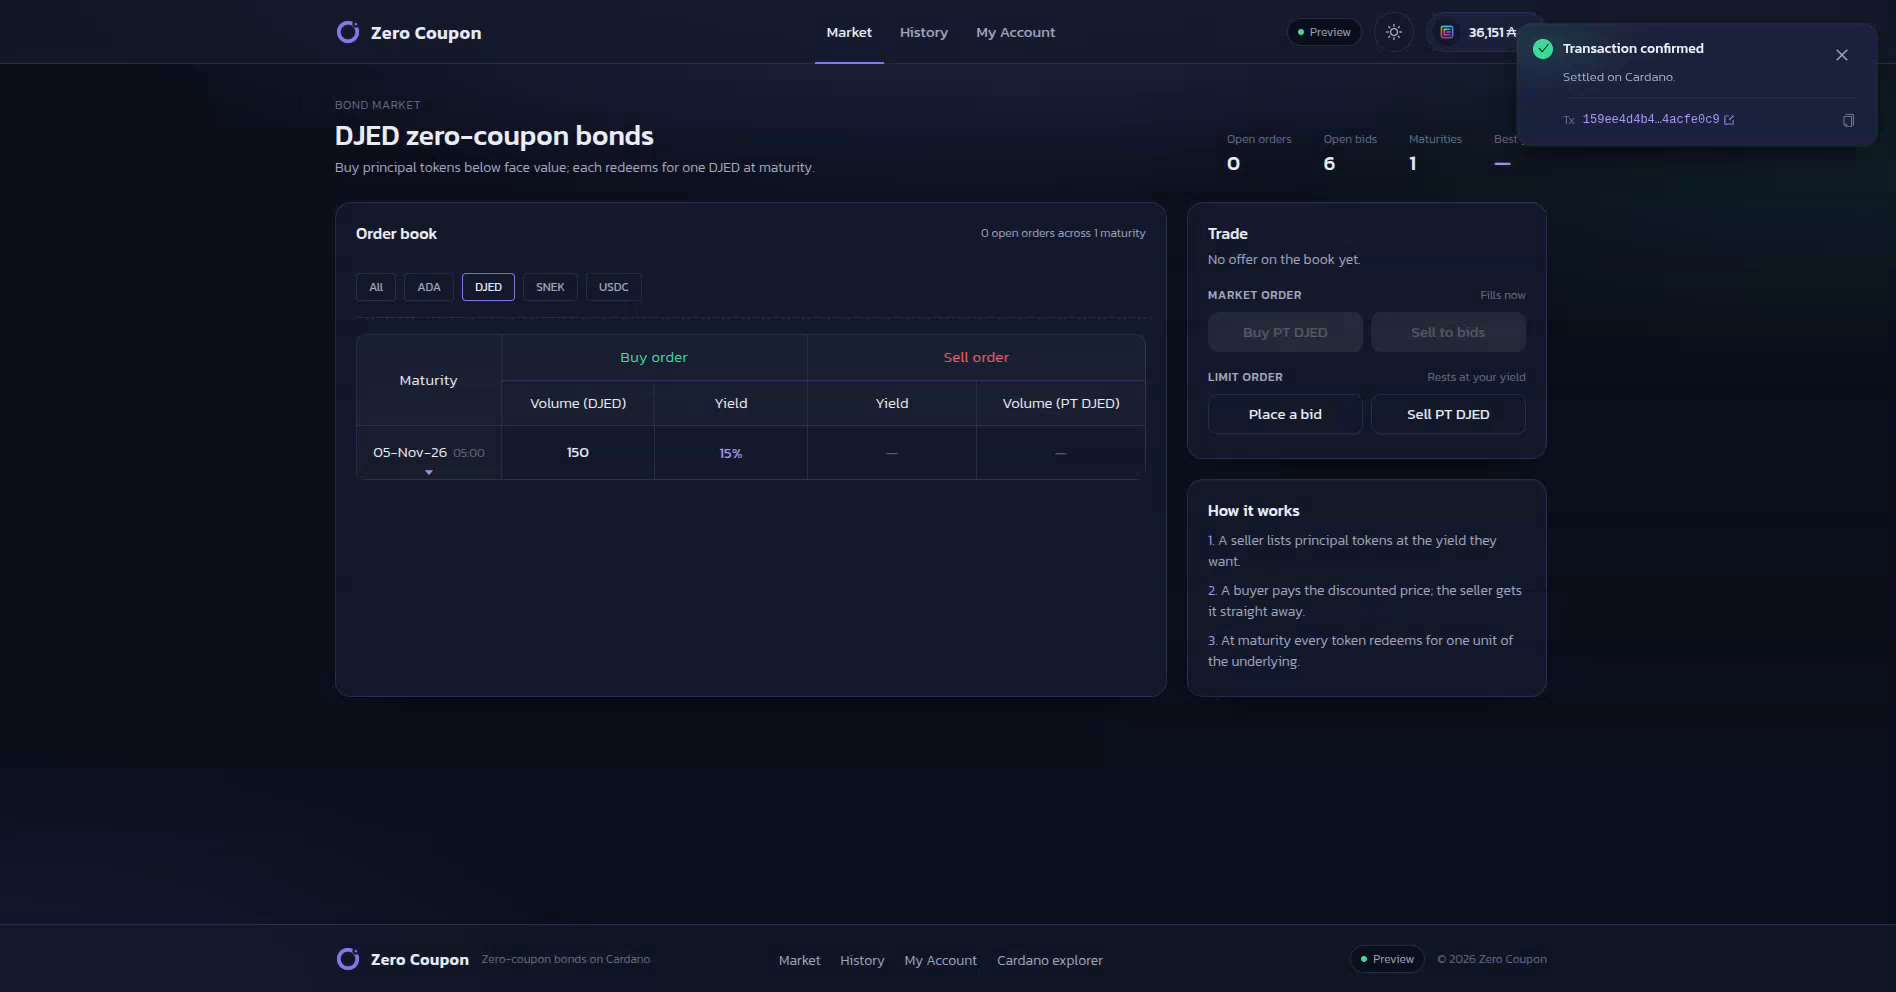 Zero Coupon
Market
History
My Account
Preview
36,151 ₳
Transaction confirmed
Settled on Cardano.
Tx 159ee4d4b4…4acfe0c9
BOND MARKET
DJED zero-coupon bonds
Buy principal tokens below face value; each redeems for one DJED at maturity.
Open orders
0
Open bids
6
Maturities
1
Best
—
Order book
0 open orders across 1 maturity
All
ADA
DJED
SNEK
USDC
Maturity
Buy order
Sell order
Volume (DJED)
Yield
Yield
Volume (PT DJED)
05-Nov-26 05:00
150
15%
—
—
Trade
No offer on the book yet.
MARKET ORDER
Fills now
Buy PT DJED
Sell to bids
LIMIT ORDER
Rests at your yield
Place a bid
Sell PT DJED
How it works
1. A seller lists principal tokens at the yield they
want.
2. A buyer pays the discounted price; the seller gets
it straight away.
3. At maturity every token redeems for one unit of
the underlying.
Zero Coupon
Zero-coupon bonds on Cardano
Market
History
My Account
Cardano explorer
Preview
© 2026 Zero Coupon